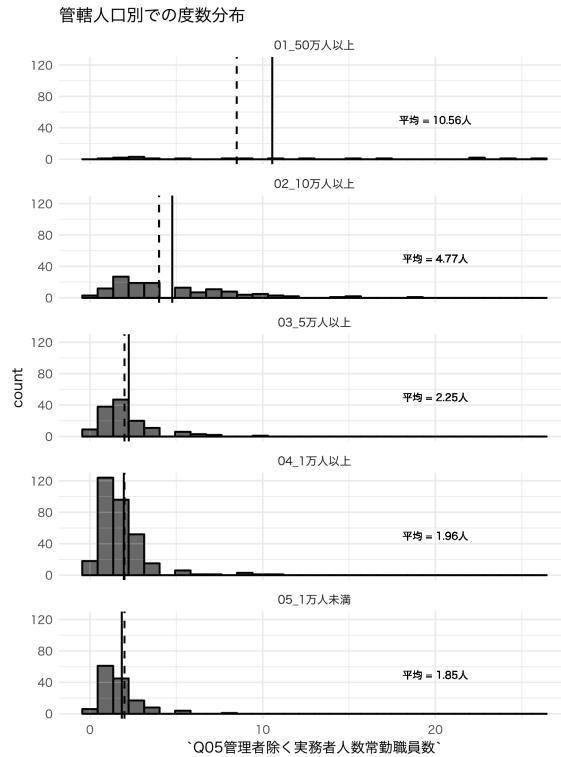 管轄人口別での度数分布
01_50万人以上
120
80
40
0
平均 = 10.56人
02_10万人以上
120
80
40
0
平均 = 4.77人
03_5万人以上
120
80
40
0
平均 = 2.25人
count
04_1万人以上
120
80
40
0
平均 = 1.96人
05_1万人未満
120
80
40
0
平均 = 1.85人
0 10 20
`Q05管理者除く実務者人数常勤職員数`